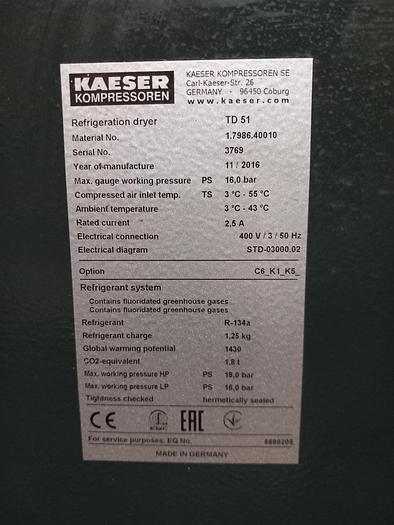 KAESER
KOMPRESSOREN
KAESER KOMPRESSOREN SE
Carl-Kaeser-Str. 26
GERMANY - 96450 Coburg
www.kaeser.com
Refrigeration dryer TD 51
Material No. 1.7986.40010
Serial No. 3769
Year of manufacture 11 / 2016
Max. gauge working pressure PS 16,0 bar
Compressed air inlet temp. TS 3 °C - 55 °C
Ambient temperature 3 °C - 43 °C
Rated current 2,5 A
Electrical connection 400 V / 3 / 50 Hz
Electrical diagram STD-03000.02
Option C6_K1_K5_
Refrigerant system
Contains fluoridated greenhouse gases
Contains fluoridated greenhouse gases
Refrigerant R-134a
Refrigerant charge 1,25 kg
Global warming potential 1430
CO2-equivalent 1,8 t
Max. working pressure HP PS 18,0 bar
Max. working pressure LP PS 16,0 bar
Tightness checked hermetically sealed
CE EAC
For service purposes, EQ No.
MADE IN GERMANY